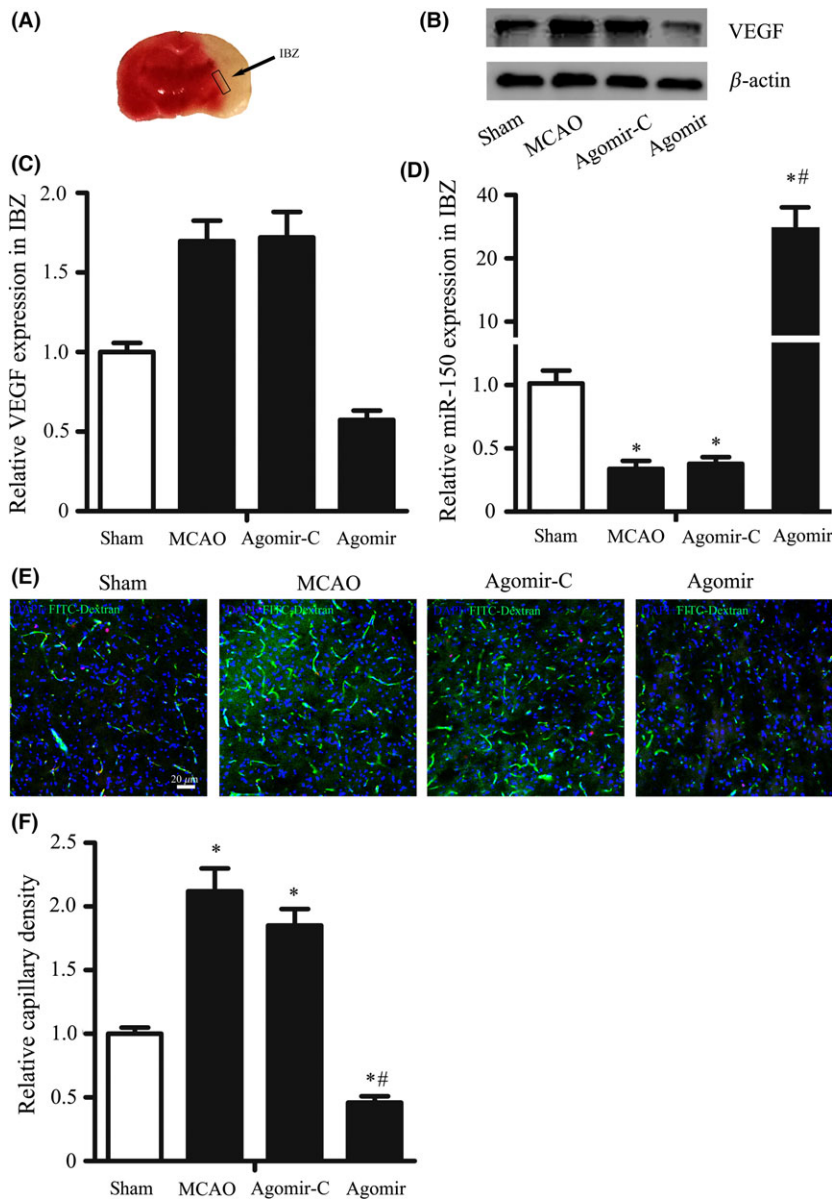 (A)
IBZ
(B)
VEGF
β-actin
Sham MCAO Agomir-C Agomir
(C)
Relative VEGF expression in IBZ
2.0
1.5
1.0
0.5
0
Sham MCAO Agomir-C Agomir
(D)
Relative miR-150 expression in IBZ
40
20
10
1.0
0.5
0
* * *#
Sham MCAO Agomir-C Agomir
(E)
Sham MCAO Agomir-C Agomir
FITC-Dextran FITC-Dextran FITC-Dextran FITC-Dextran
20 μm
(F)
Relative capillary density
2.5
2.0
1.5
1.0
0.5
0
* * *#
Sham MCAO Agomir-C Agomir